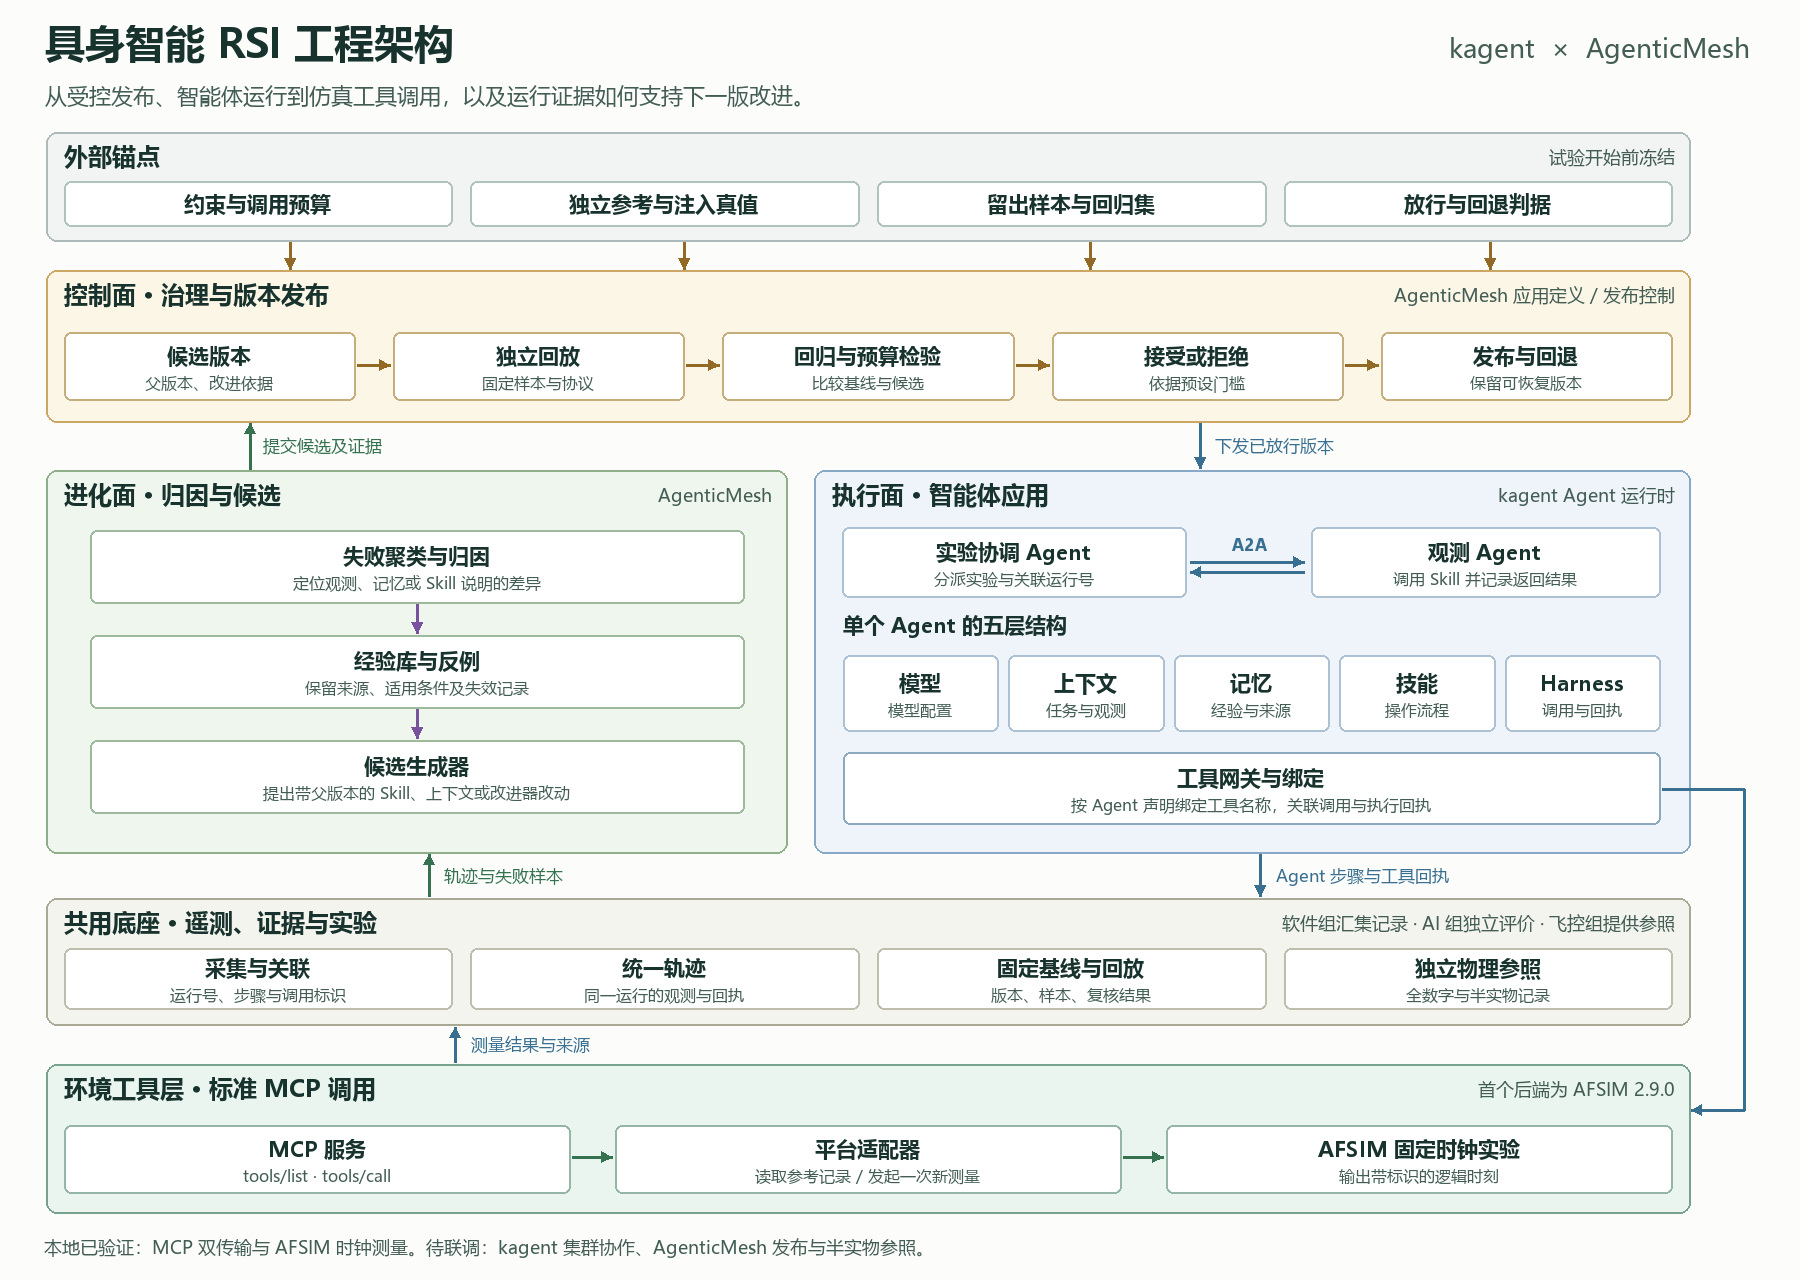 具身智能 RSI 工程架构
kagent × AgenticMesh
从受控发布、智能体运行到仿真工具调用，以及运行证据如何支持下一版改进。
外部锚点
试验开始前冻结
约束与调用预算
独立参考与注入真值
留出样本与回归集
放行与回退判据
控制面·治理与版本发布
AgenticMesh 应用定义 / 发布控制
候选版本
父版本、改进依据
独立回放
固定样本与协议
回归与预算检验
比较基线与候选
接受或拒绝
依据预设门槛
发布与回退
保留可恢复版本
提交候选及证据
下发已放行版本
进化面·归因与候选
AgenticMesh
失败聚类与归因
定位观测、记忆或 Skill 说明的差异
经验库与反例
保留来源、适用条件及失效记录
候选生成器
提出带父版本的 Skill、上下文或改进器改动
执行面·智能体应用
kagent Agent 运行时
实验协调 Agent
分派实验与关联运行号
A2A
观测 Agent
调用 Skill 并记录返回结果
单个 Agent 的五层结构
模型
模型配置
上下文
任务与观测
记忆
经验与来源
技能
操作流程
Harness
调用与回执
工具网关与绑定
按 Agent 声明绑定工具名称，关联调用与执行回执
轨迹与失败样本
Agent 步骤与工具回执
共用底座·遥测、证据与实验
软件组汇集记录 · AI 组独立评价 · 飞控组提供参照
采集与关联
运行号、步骤与调用标识
统一轨迹
同一运行的观测与回执
固定基线与回放
版本、样本、复核结果
独立物理参照
全数字与半实物记录
测量结果与来源
环境工具层·标准 MCP 调用
首个后端为 AFSIM 2.9.0
MCP 服务
tools/list · tools/call
平台适配器
读取参考记录 / 发起一次新测量
AFSIM 固定时钟实验
输出带标识的逻辑时刻
本地已验证：MCP 双传输与 AFSIM 时钟测量。待联调：kagent 集群协作、AgenticMesh 发布与半实物参照。